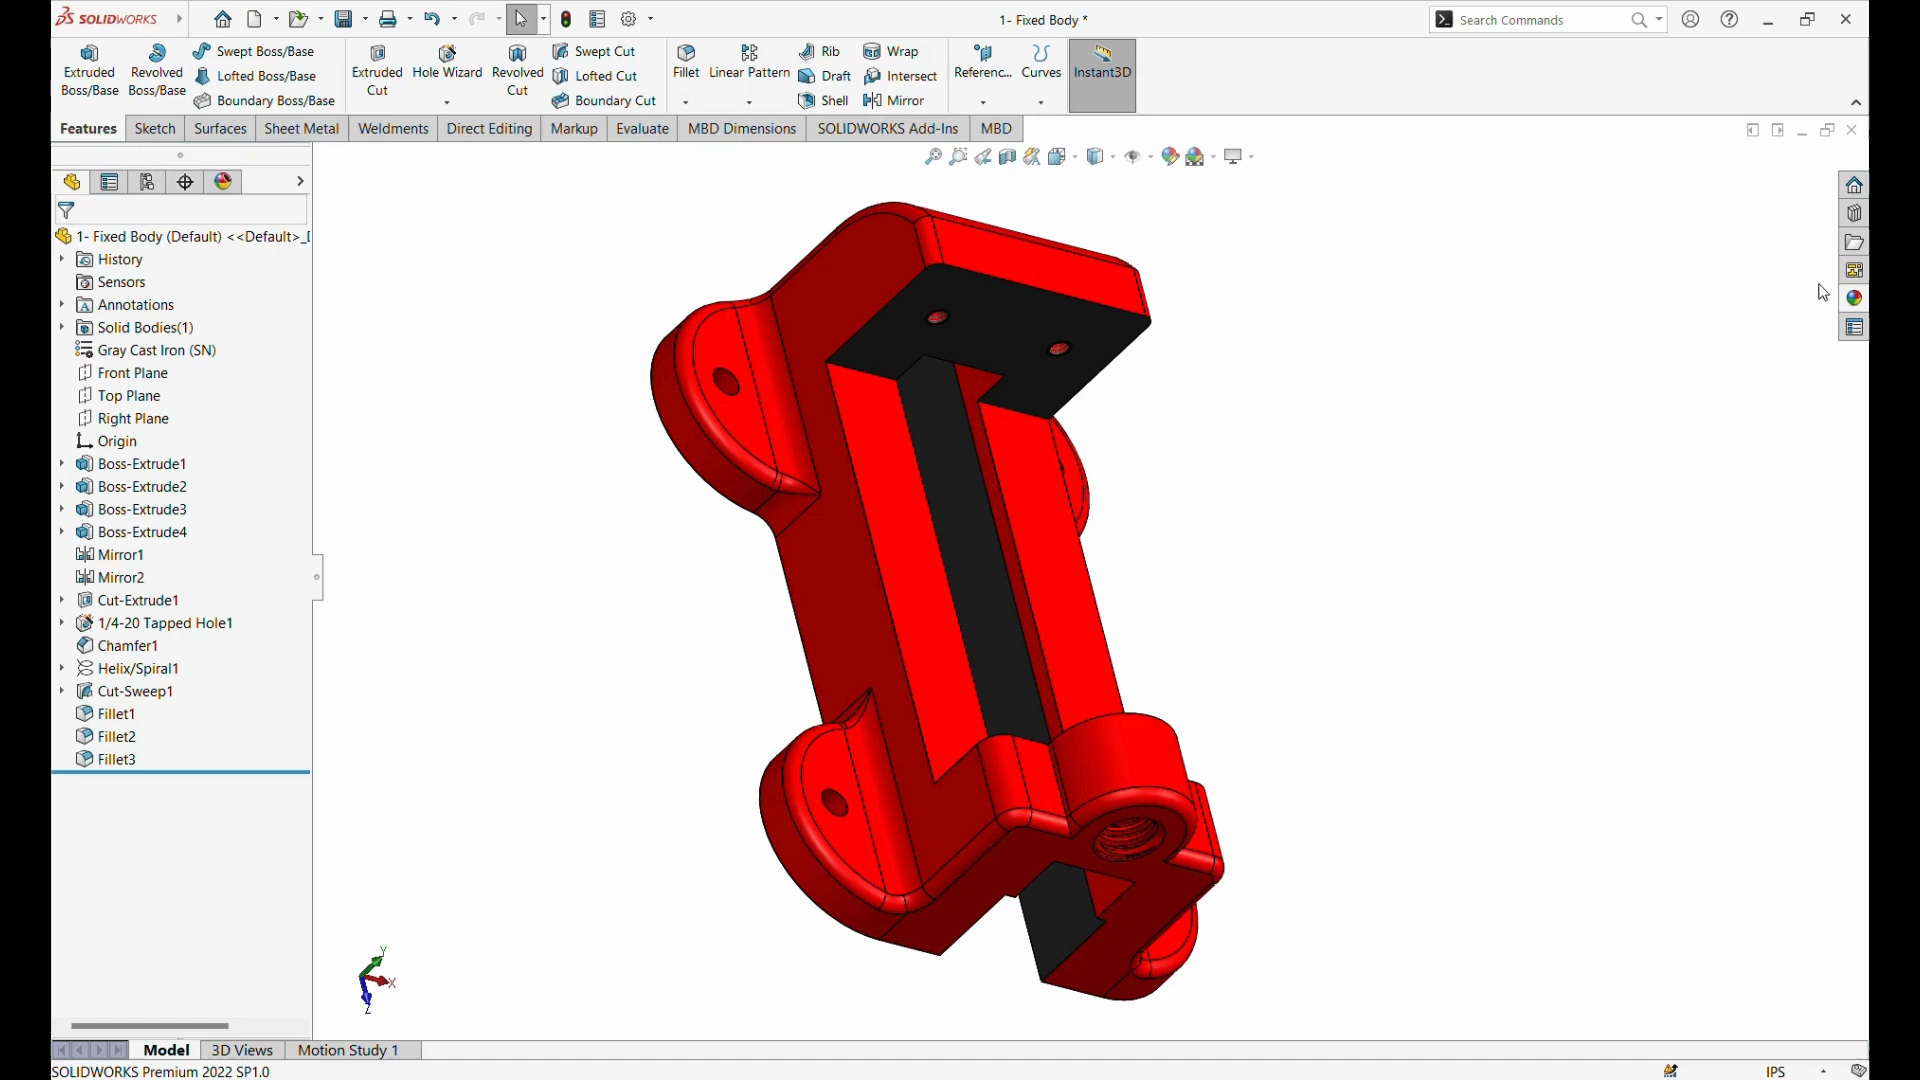 SOLIDWORKS
1- Fixed Body *
Search Commands
Extruded Boss/Base
Revolved Boss/Base
Swept Boss/Base
Lofted Boss/Base
Boundary Boss/Base
Extruded Cut
Hole Wizard
Revolved Cut
Swept Cut
Lofted Cut
Boundary Cut
Fillet
Linear Pattern
Rib
Draft
Shell
Wrap
Intersect
Mirror
Referenc...
Curves
Instant3D
Features
Sketch
Surfaces
Sheet Metal
Weldments
Direct Editing
Markup
Evaluate
MBD Dimensions
SOLIDWORKS Add-Ins
MBD
1- Fixed Body (Default) <<Default>_
History
Sensors
Annotations
Solid Bodies(1)
Gray Cast Iron (SN)
Front Plane
Top Plane
Right Plane
Origin
Boss-Extrude1
Boss-Extrude2
Boss-Extrude3
Boss-Extrude4
Mirror1
Mirror2
Cut-Extrude1
1/4-20 Tapped Hole1
Chamfer1
Helix/Spiral1
Cut-Sweep1
Fillet1
Fillet2
Fillet3
Y
X
Z
Model
3D Views
Motion Study 1
SOLIDWORKS Premium 2022 SP1.0
IPS